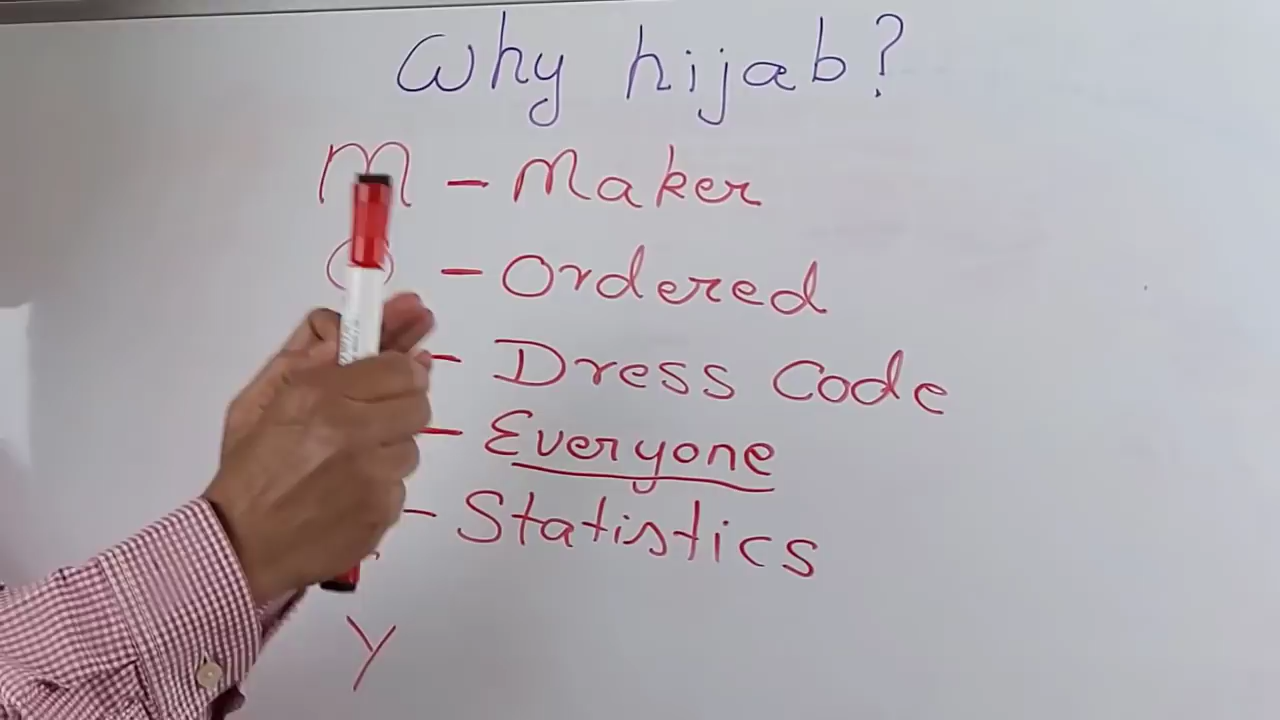 Why hijab?
M - Maker
O - Ordered
- Dress Code
- Everyone
- Statistics
Y